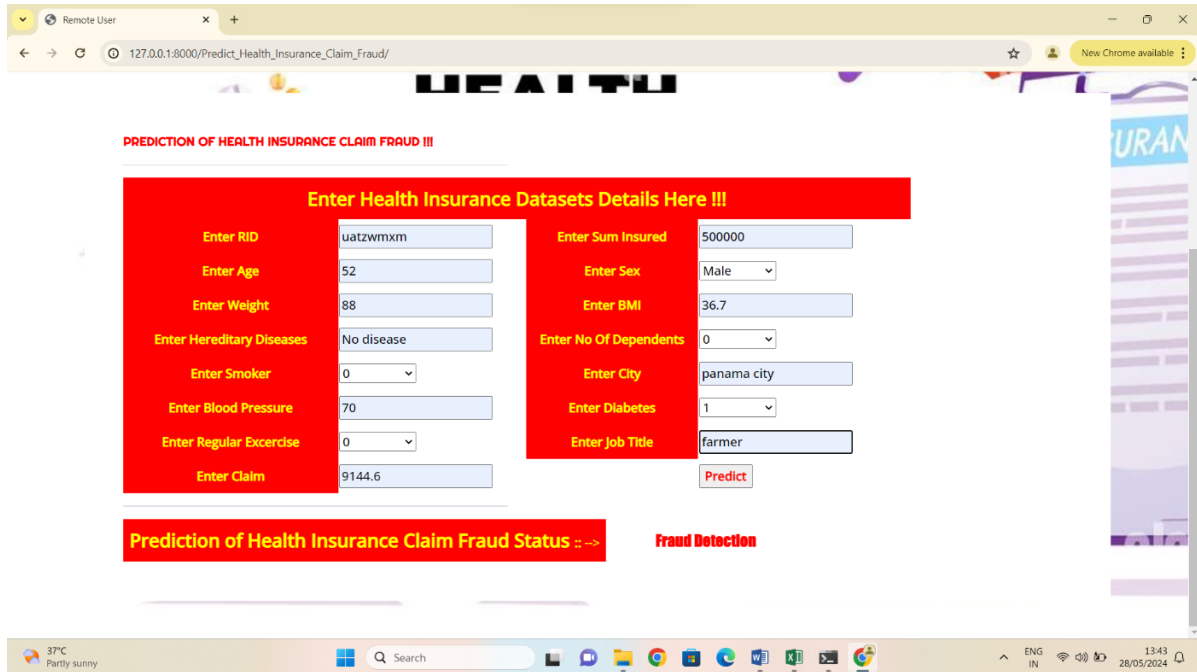 Remote User
127.0.0.1:8000/Predict_Health_Insurance_Claim_Fraud/
New Chrome available
HEALTH
URAN
PREDICTION OF HEALTH INSURANCE CLAIM FRAUD !!!
Enter Health Insurance Datasets Details Here !!!
Enter RID uatzwmxm Enter Sum Insured 500000
Enter Age 52 Enter Sex Male
Enter Weight 88 Enter BMI 36.7
Enter Hereditary Diseases No disease Enter No Of Dependents 0
Enter Smoker 0 Enter City panama city
Enter Blood Pressure 70 Enter Diabetes 1
Enter Regular Excercise 0 Enter Job Title farmer
Enter Claim 9144.6 Predict
Prediction of Health Insurance Claim Fraud Status :: --> Fraud Detection
37°C
Partly sunny
Search
ENG
IN
13:43
28/05/2024